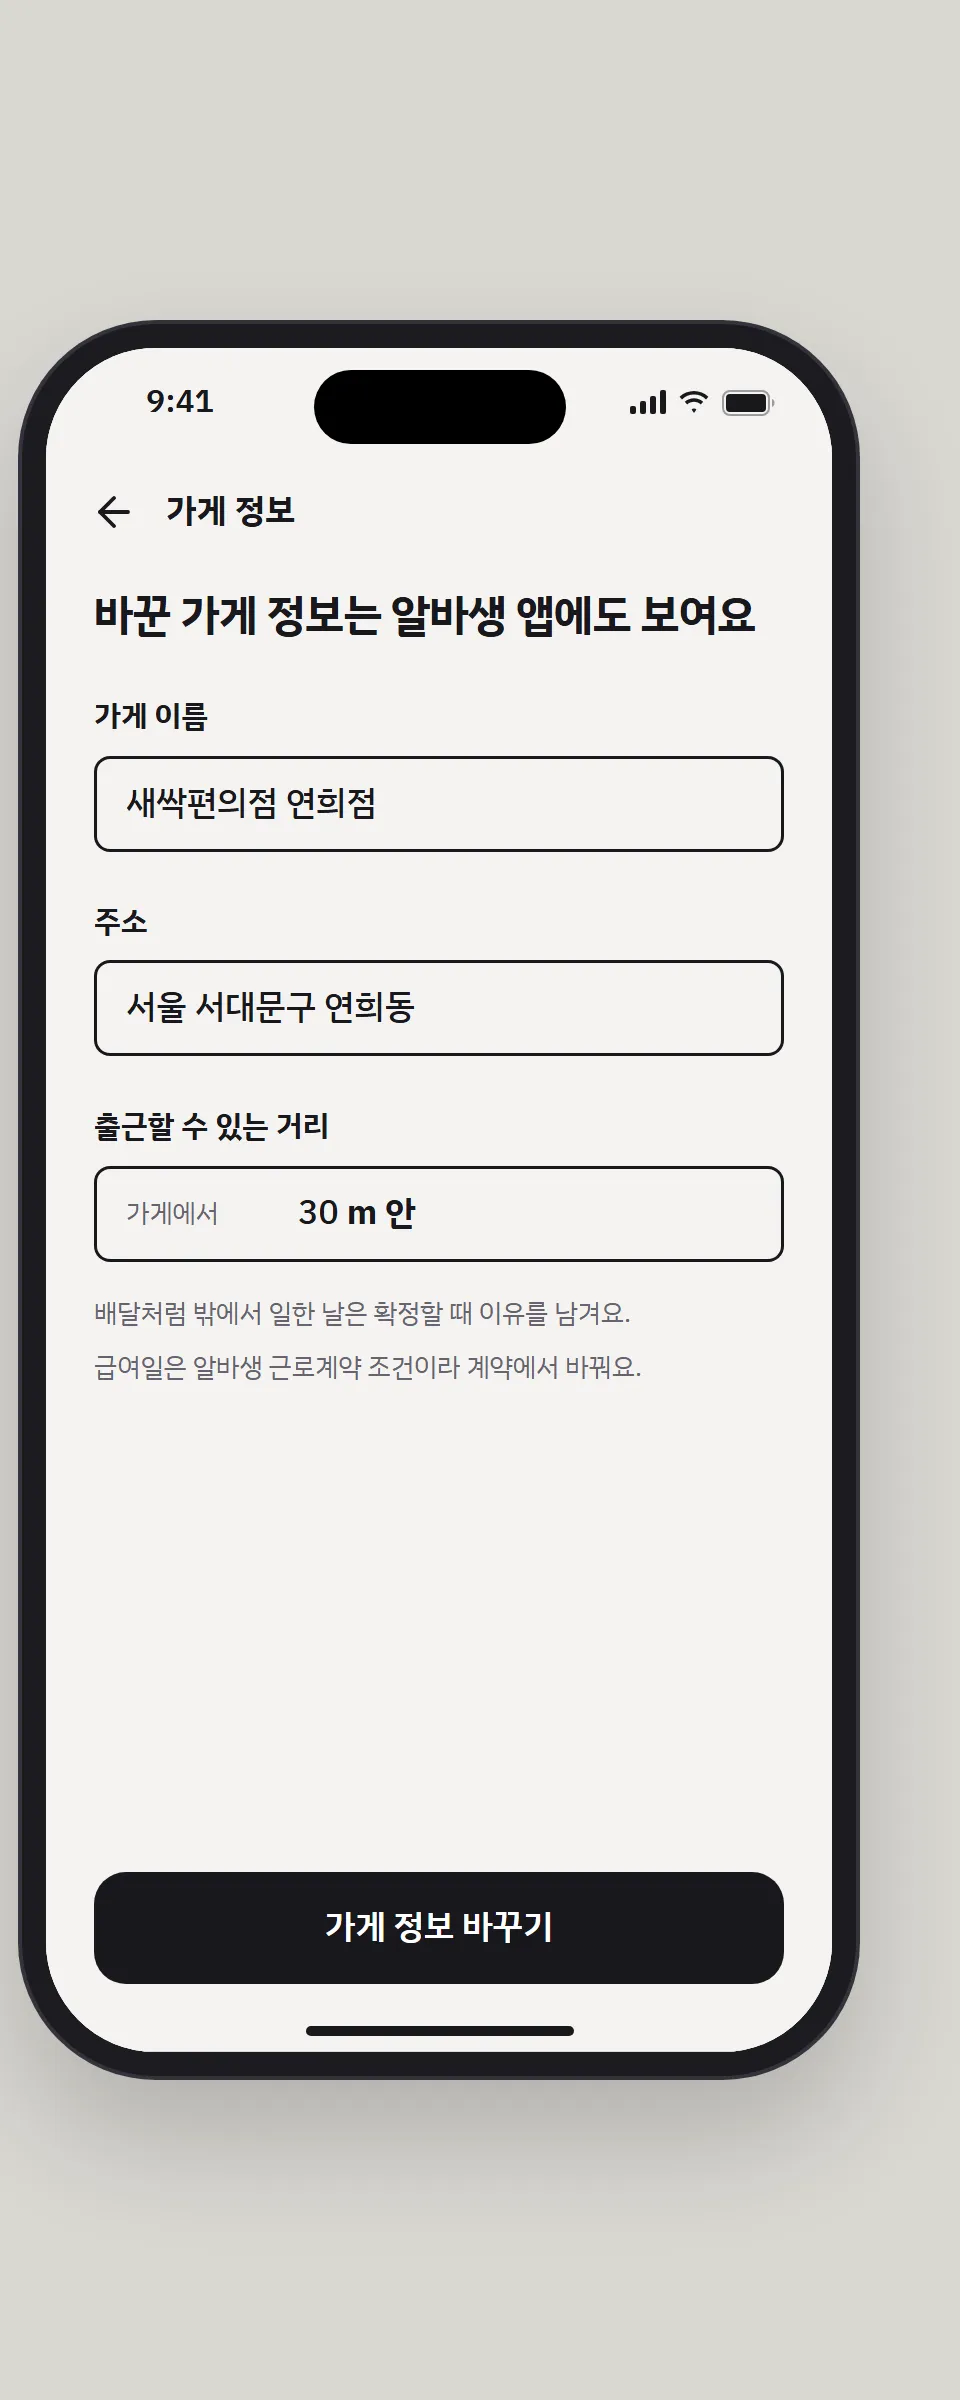 9:41
가게 정보
바꾼 가게 정보는 알바생 앱에도 보여요
가게 이름
새싹편의점 연희점
주소
서울 서대문구 연희동
출근할 수 있는 거리
가게에서 30 m 안
배달처럼 밖에서 일한 날은 확정할 때 이유를 남겨요.
급여일은 알바생 근로계약 조건이라 계약에서 바꿔요.
가게 정보 바꾸기